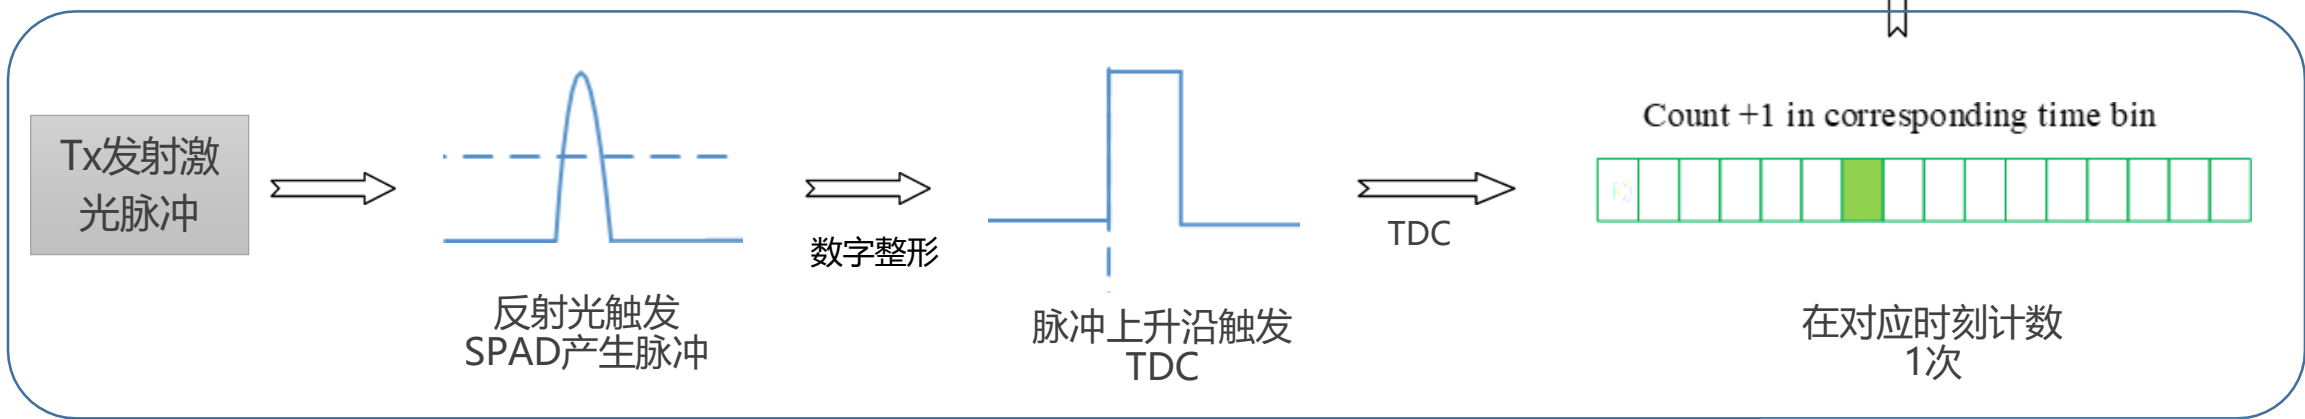 Tx发射激
光脉冲
反射光触发
SPAD产生脉冲
数字整形
脉冲上升沿触发
TDC
TDC
Count +1 in corresponding time bin
在对应时刻计数
1次